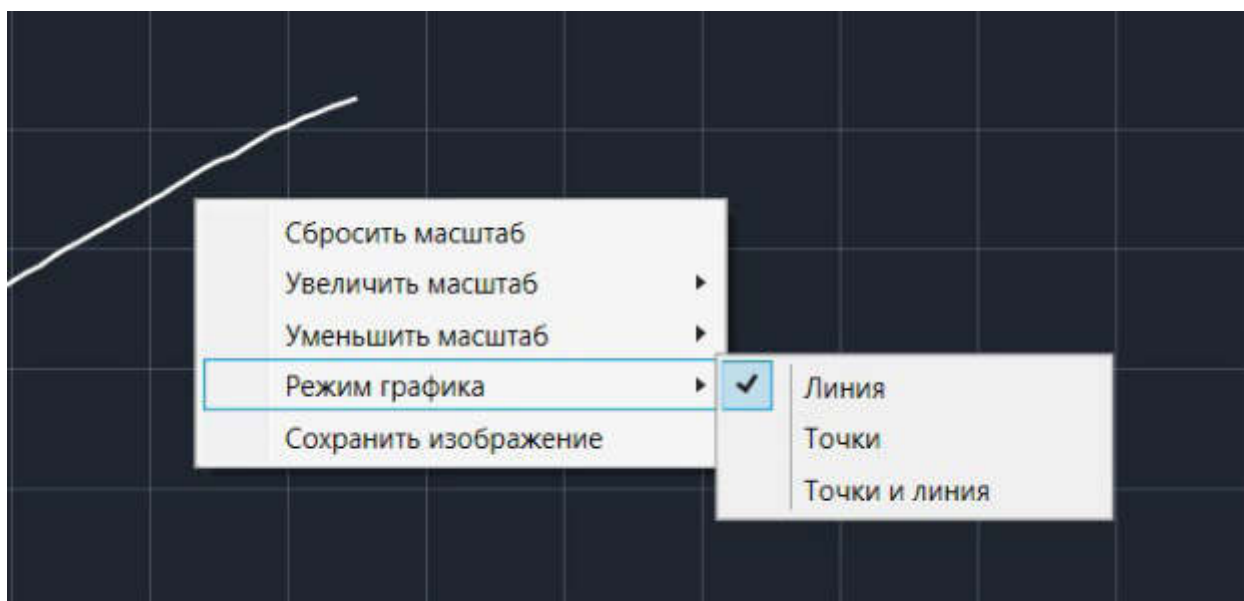 Сбросить масштаб
Увеличить масштаб
Уменьшить масштаб
Режим графика
Сохранить изображение
Линия
Точки
Точки и линия